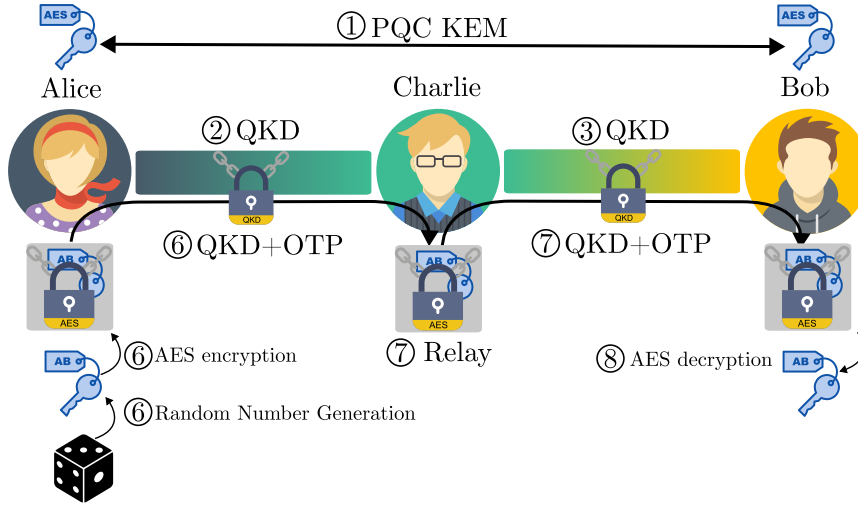 AES
AES
① PQC KEM
Alice
Charlie
Bob
② QKD
③ QKD
QKD
QKD
⑥ QKD+OTP
⑦ QKD+OTP
AB
AB
AB
AES
AES
AES
⑦ Relay
⑥ AES encryption
⑧ AES decryption
AB
AB
⑥ Random Number Generation